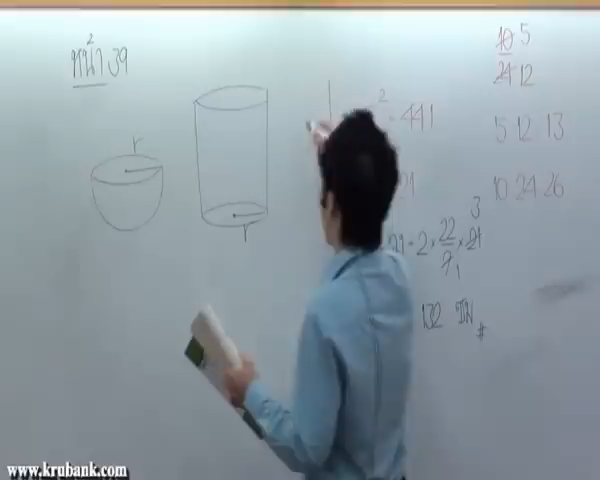 หน้า 39
2
r
r
2
= 441
21
2 × 22/7 × 21
3
1
132
10 5
24 12
5 12 13
10 24 26
www.krubank.com